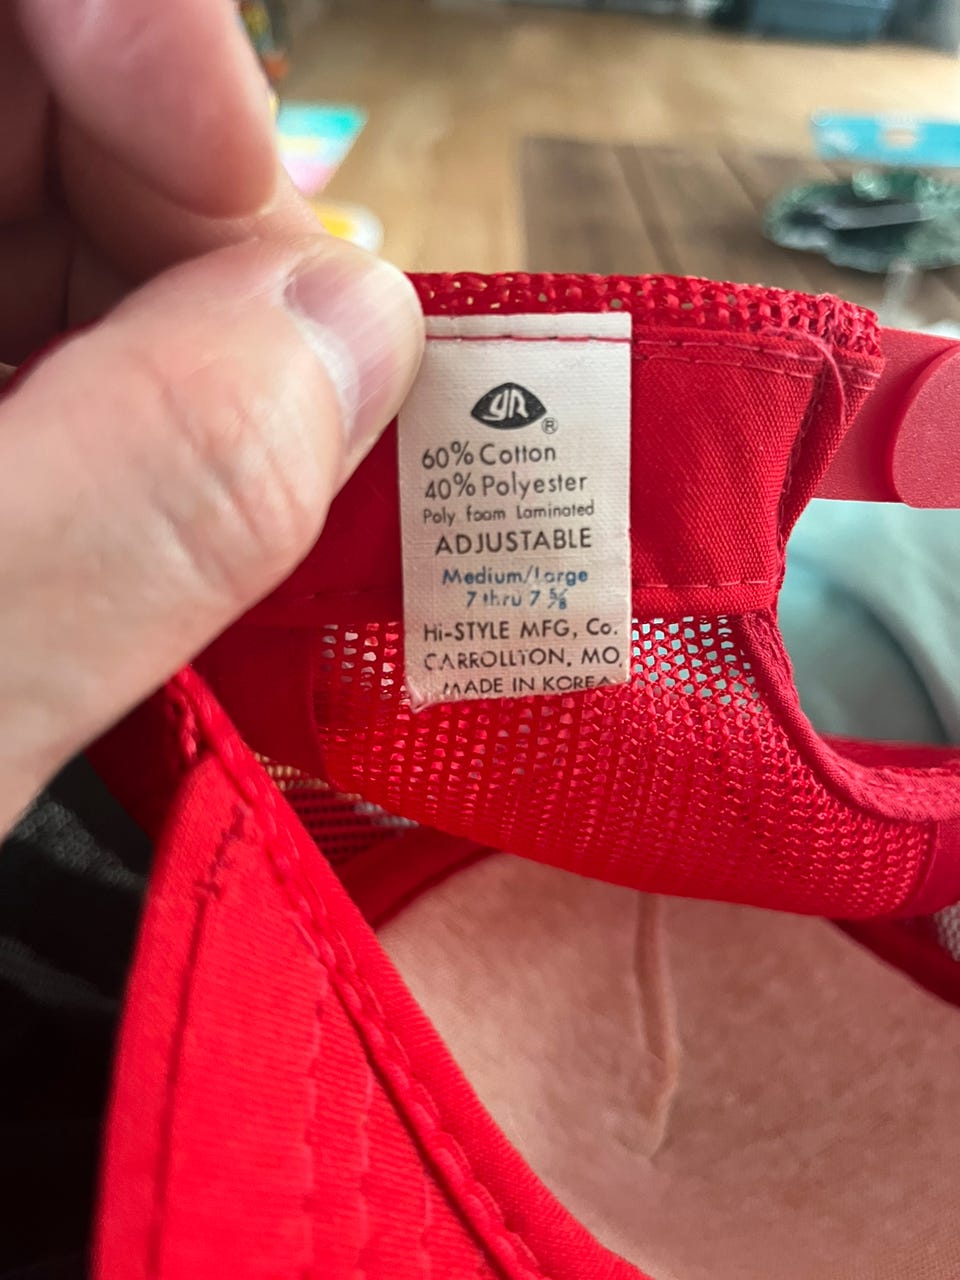 YA
®
60% Cotton
40% Polyester
Poly foam Laminated
ADJUSTABLE
Medium/Large
7 thru 7 5/8
Hi-STYLE MFG, Co.
CARROLLTON, MO,
MADE IN KOREA